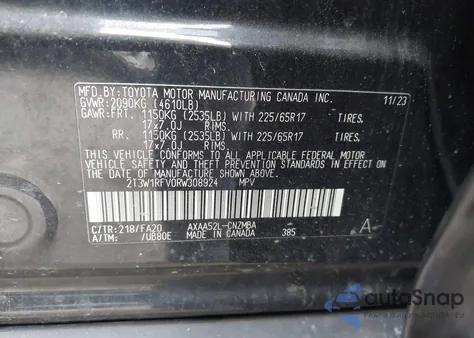 MFD.BY:TOYOTA MOTOR MANUFACTURING CANADA INC. 11/23
GVWR:2090KG (4610LB)
GAWR:FRT. 1150KG (2535LB) WITH 225/65R17 TIRES,
17x7.0J RIMS,
RR. 1150KG (2535LB) WITH 225/65R17 TIRES,
17x7.0J RIMS,
THIS VEHICLE CONFORMS TO ALL APPLICABLE FEDERAL MOTOR
VEHICLE SAFETY AND THEFT PREVENTION STANDARDS IN
EFFECT ON THE DATE OF MANUFACTURE SHOWN ABOVE.
2T3W1RFV0RW308924 MPV
C/TR:218/FA20 AXAA52L-CNZMBA A
A/TM: /UB80E MADE IN CANADA 385
autoSnap